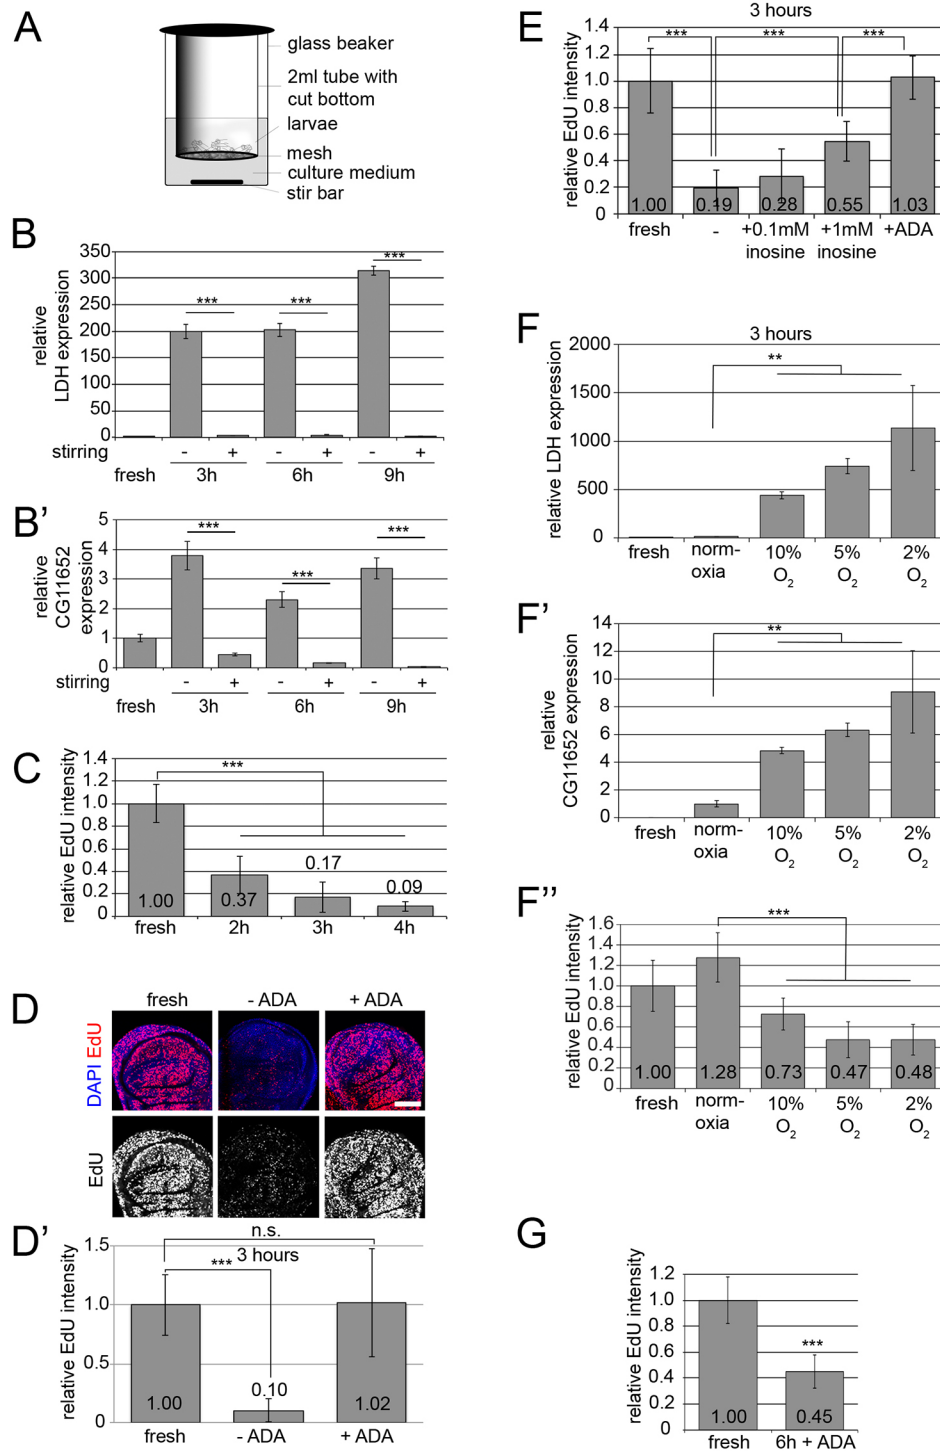 A
glass beaker
2ml tube with
cut bottom
larvae
mesh
culture medium
stir bar
B
relative
LDH expression
350
300
250
200
150
100
50
0
***
***
***
stirring
- + - + - +
fresh 3h 6h 9h
B’
relative
CG11652
expression
5
4
3
2
1
0
***
***
***
stirring
- + - + - +
fresh 3h 6h 9h
C
relative EdU intensity
1.4
1.2
1.0
0.8
0.6
0.4
0.2
0
***
1.00 0.37 0.17 0.09
fresh 2h 3h 4h
D
fresh - ADA + ADA
DAPI EdU
EdU
D’
relative EdU intensity
1.5
1.0
0.5
0
n.s.
3 hours
***
1.00 0.10 1.02
fresh - ADA + ADA
E
3 hours
relative EdU intensity
1.4
1.2
1.0
0.8
0.6
0.4
0.2
0
*** *** ***
1.00 0.19 0.28 0.55 1.03
fresh - +0.1mM +1mM +ADA
inosine inosine
F
3 hours
relative LDH expression
2000
1500
1000
500
0
**
fresh norm- 10% 5% 2%
oxia O2 O2 O2
F’
relative
CG11652 expression
14
12
10
8
6
4
2
0
**
fresh norm- 10% 5% 2%
oxia O2 O2 O2
F’’
relative EdU intensity
1.6
1.4
1.2
1.0
0.8
0.6
0.4
0.2
0
***
1.00 1.28 0.73 0.47 0.48
fresh norm- 10% 5% 2%
oxia O2 O2 O2
G
relative EdU intensity
1.2
1.0
0.8
0.6
0.4
0.2
0
***
1.00 0.45
fresh 6h + ADA